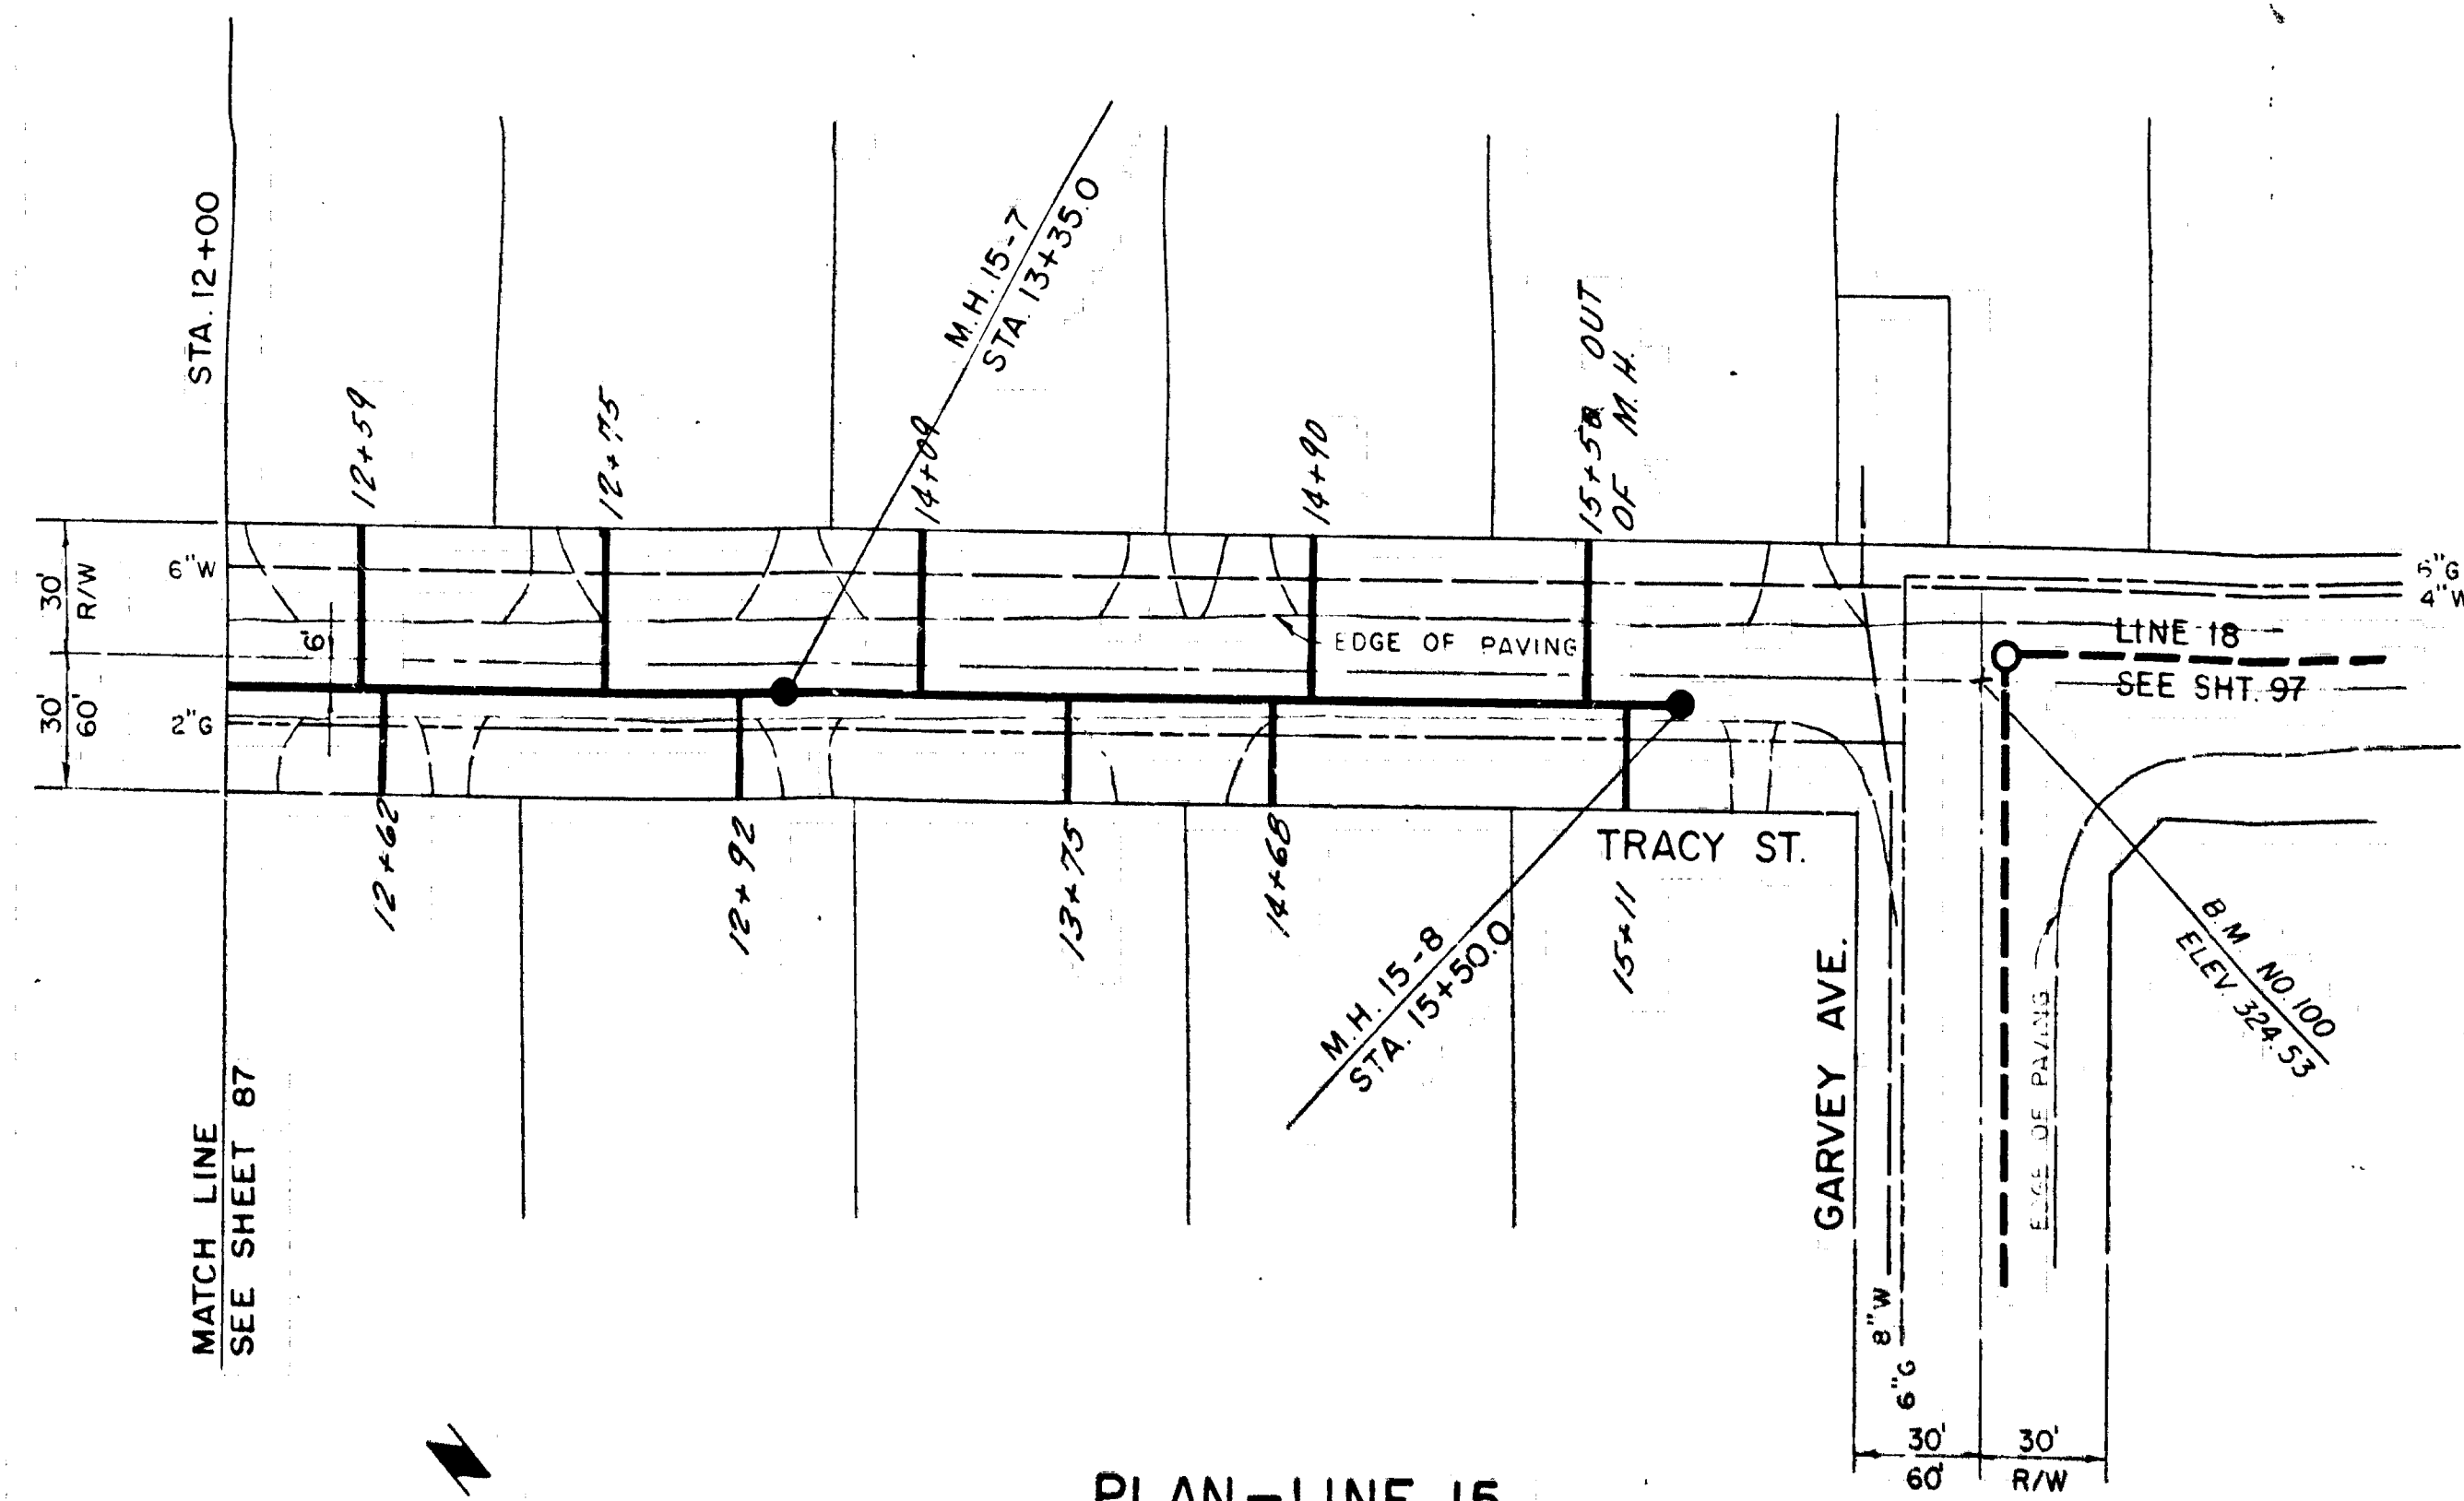 STA. 12+00
M.H. 15-7
STA. 13+35.0
12+59
12+75
14+09
14+90
15+50 OUT
OF M.H.
30'
R/W
6"W
6'
30'
60'
2"G
EDGE OF PAVING
6"G
4"W
LINE 18
SEE SHT. 97
12+62
12+92
13+75
14+68
15+11
TRACY ST.
M.H. 15-8
STA. 15+50.0
GARVEY AVE.
B.M. NO. 100
ELEV. 324.53
EDGE OF PAVING
MATCH LINE
SEE SHEET 87
8"W
6"G
30'
60'
30'
R/W
N
PLAN-LINE 15